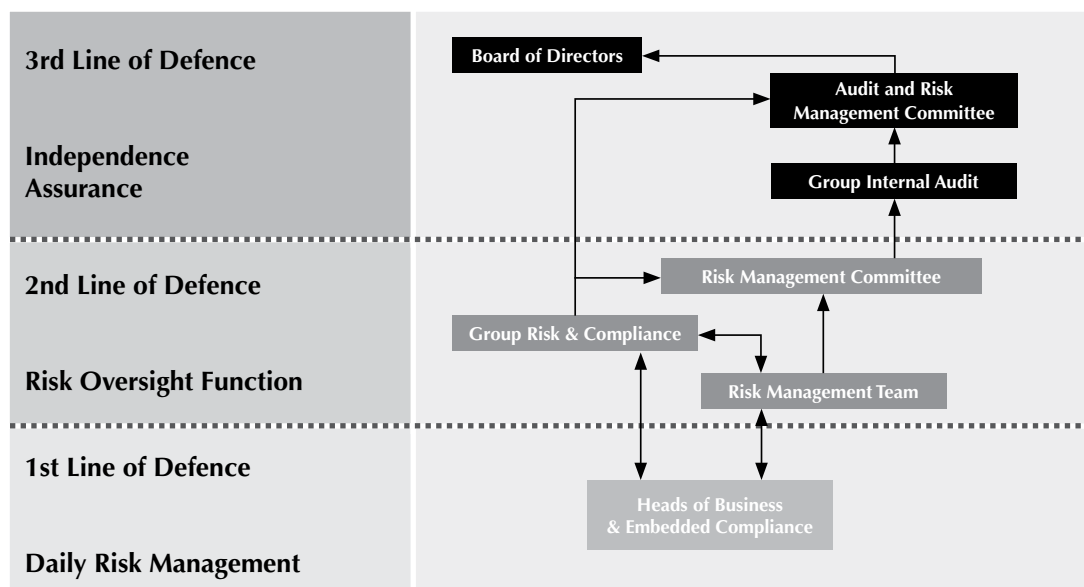 3rd Line of Defence
Independence
Assurance
Board of Directors
Audit and Risk
Management Committee
Group Internal Audit
2nd Line of Defence
Risk Oversight Function
Risk Management Committee
Group Risk & Compliance
Risk Management Team
1st Line of Defence
Daily Risk Management
Heads of Business
& Embedded Compliance